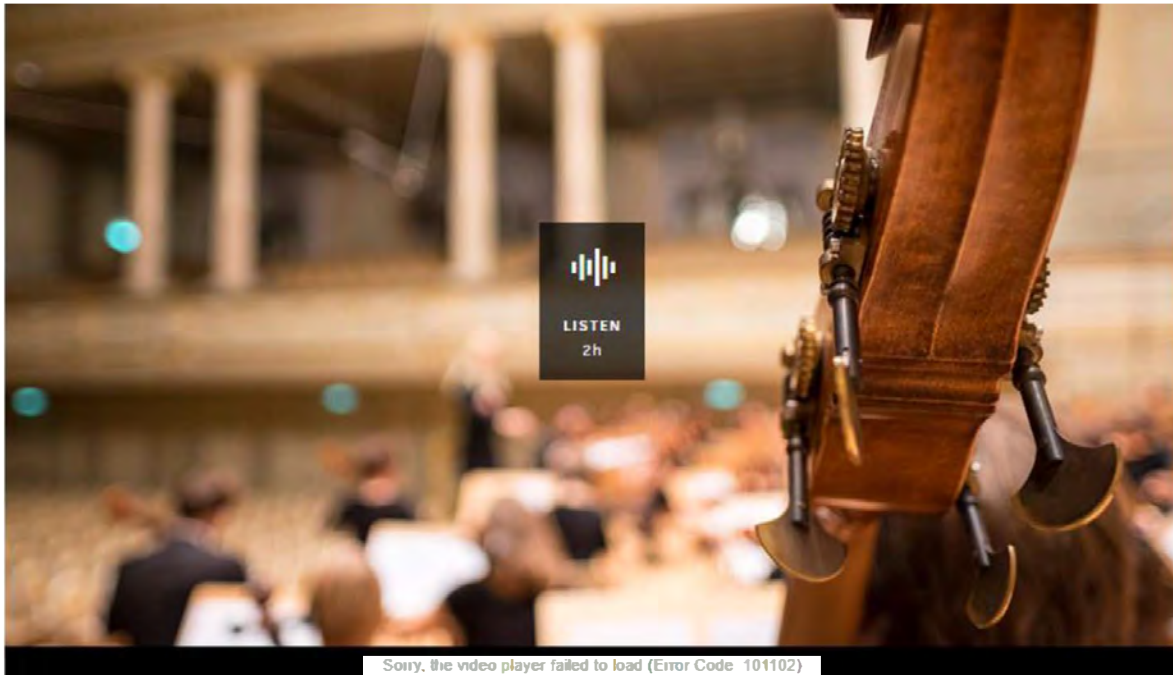 LISTEN
2h
Sorry, the video player failed to load (Error Code 101102)